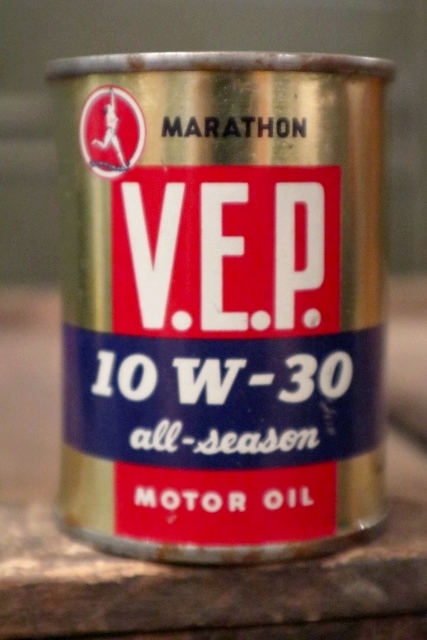 MARATHON
V.E.P.
10 W-30
all-season
MOTOR OIL